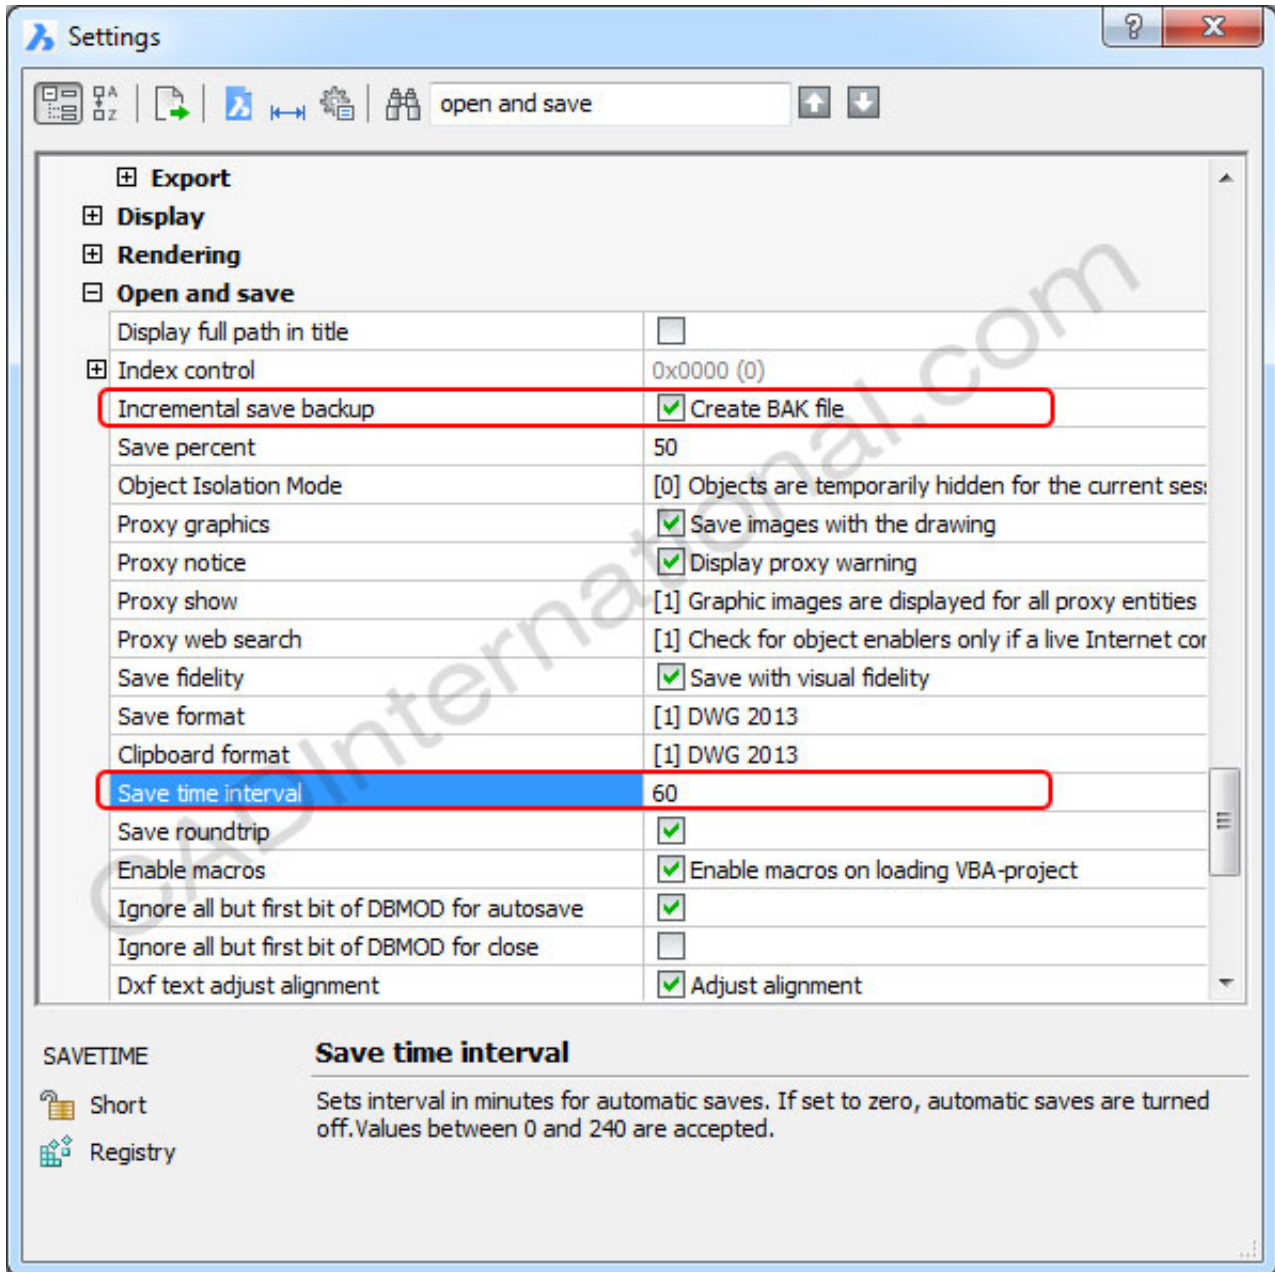 Settings
open and save
Export
Display
Rendering
Open and save
Display full path in title
Index control 0x0000 (0)
Incremental save backup Create BAK file
Save percent 50
Object Isolation Mode [0] Objects are temporarily hidden for the current ses
Proxy graphics Save images with the drawing
Proxy notice Display proxy warning
Proxy show [1] Graphic images are displayed for all proxy entities
Proxy web search [1] Check for object enablers only if a live Internet cor
Save fidelity Save with visual fidelity
Save format [1] DWG 2013
Clipboard format [1] DWG 2013
Save time interval 60
Save roundtrip
Enable macros Enable macros on loading VBA-project
Ignore all but first bit of DBMOD for autosave
Ignore all but first bit of DBMOD for close
Dxf text adjust alignment Adjust alignment
CADInternational.com
SAVETIME Save time interval
Short Sets interval in minutes for automatic saves. If set to zero, automatic saves are turned
off.Values between 0 and 240 are accepted.
Registry